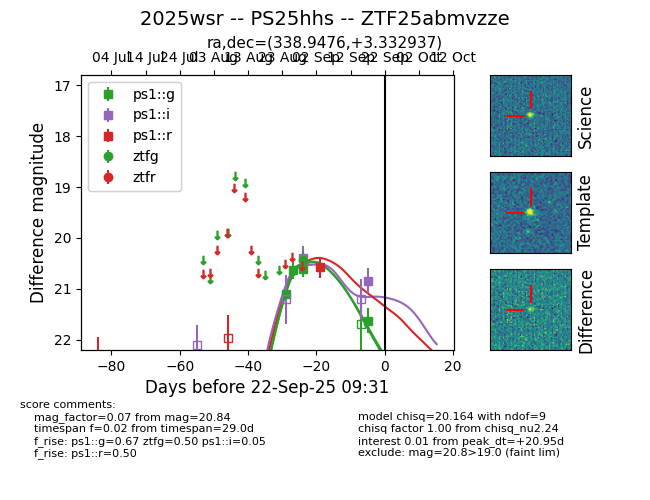 2025wsr -- PS25hhs -- ZTF25abmvzze
ra,dec=(338.9476,+3.332937)
04 Jul 14 Jul 24 Jul 03 Aug 13 Aug 23 Aug 02 Sep 12 Sep 22 Sep 02 Oct 12 Oct
17
18
19
20
21
22
Difference magnitude
ps1::g
ps1::i
ps1::r
ztfg
ztfr
−80 −60 −40 −20 0 20
Days before 22-Sep-25 09:31
Science
Template
Difference
score comments:
mag_factor=0.07 from mag=20.84
timespan f=0.02 from timespan=29.0d
f_rise: ps1::g=0.67 ztfg=0.50 ps1::i=0.05
f_rise: ps1::r=0.50
model chisq=20.164 with ndof=9
chisq factor 1.00 from chisq_nu2.24
interest 0.01 from peak_dt=+20.95d
exclude: mag=20.8>19.0 (faint lim)